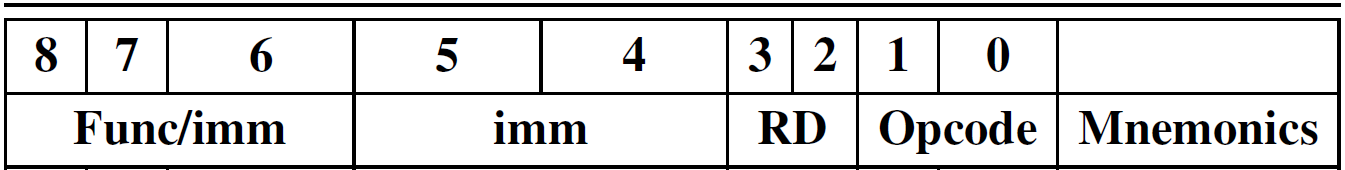 8 7 6 5 4 3 2 1 0
Func/imm imm RD Opcode Mnemonics